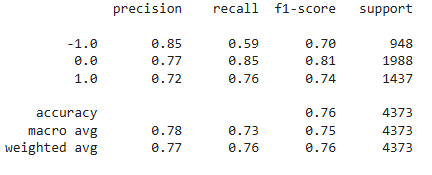 precision recall f1-score support
-1.0 0.85 0.59 0.70 948
0.0 0.77 0.85 0.81 1988
1.0 0.72 0.76 0.74 1437
accuracy 0.76 4373
macro avg 0.78 0.73 0.75 4373
weighted avg 0.77 0.76 0.76 4373